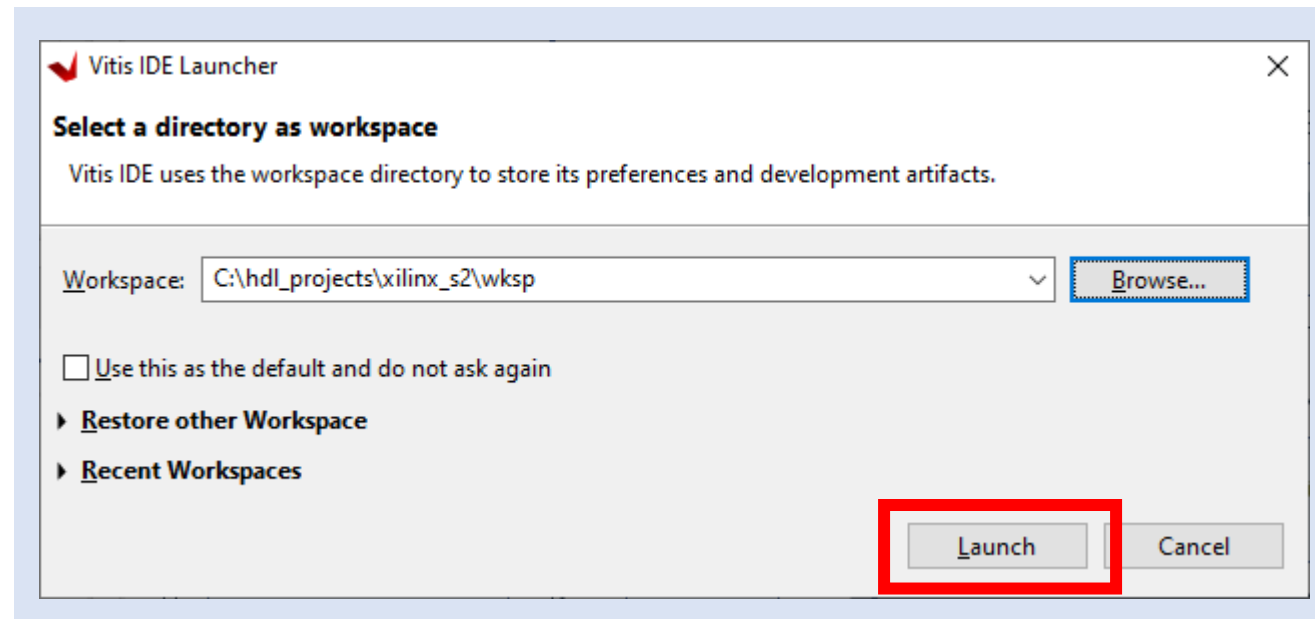 Vitis IDE Launcher
Select a directory as workspace
Vitis IDE uses the workspace directory to store its preferences and development artifacts.
Workspace: C:\hdl_projects\xilinx_s2\wksp Browse...
Use this as the default and do not ask again
Restore other Workspace
Recent Workspaces
Launch Cancel